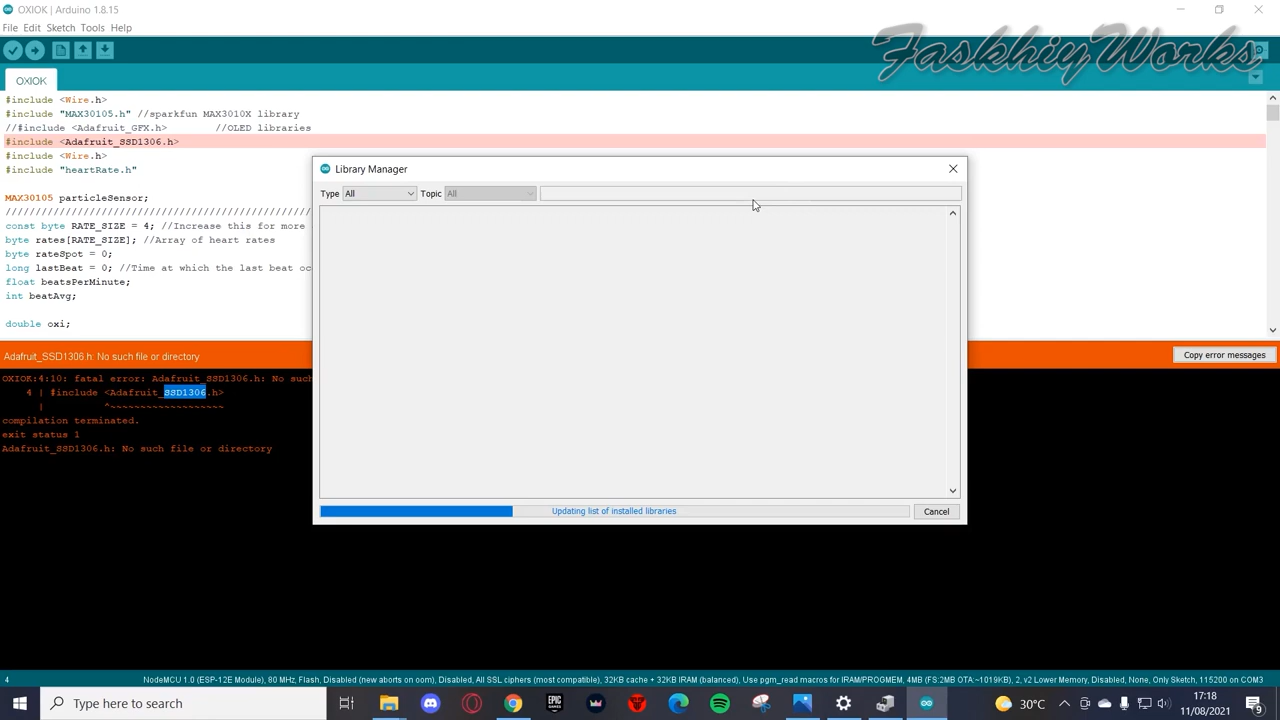 OXIOK | Arduino 1.8.15
File Edit Sketch Tools Help
FaskhiyWorks
OXIOK
#include <Wire.h>
#include "MAX30105.h" //sparkfun MAX3010X library
//#include <Adafruit_GFX.h> //OLED libraries
#include <Adafruit_SSD1306.h>
#include <Wire.h>
#include "heartRate.h"
MAX30105 particleSensor;
////////////////////////////////////////////////////
const byte RATE_SIZE = 4; //Increase this for more
byte rates[RATE_SIZE]; //Array of heart rates
byte rateSpot = 0;
long lastBeat = 0; //Time at which the last beat oc
float beatsPerMinute;
int beatAvg;
double oxi;
Library Manager
Type All Topic All
Updating list of installed libraries Cancel
Adafruit_SSD1306.h: No such file or directory Copy error messages
OXIOK:4:10: fatal error: Adafruit_SSD1306.h: No suc
4 | #include <Adafruit_SSD1306.h>
| ^~~~~~~~~~~~~~~~~~~~
compilation terminated.
exit status 1
Adafruit_SSD1306.h: No such file or directory
4 NodeMCU 1.0 (ESP-12E Module), 80 MHz, Flash, Disabled (new aborts on oom), Disabled, All SSL ciphers (most compatible), 32KB cache + 32KB IRAM (balanced), Use pgm_read macros for IRAM/PROGMEM, 4MB (FS:2MB OTA:~1019KB), 2, v2 Lower Memory, Disabled, None, Only Sketch, 115200 on COM3
Type here to search
EPIC GAMES
30°C
17:18
11/08/2021
9